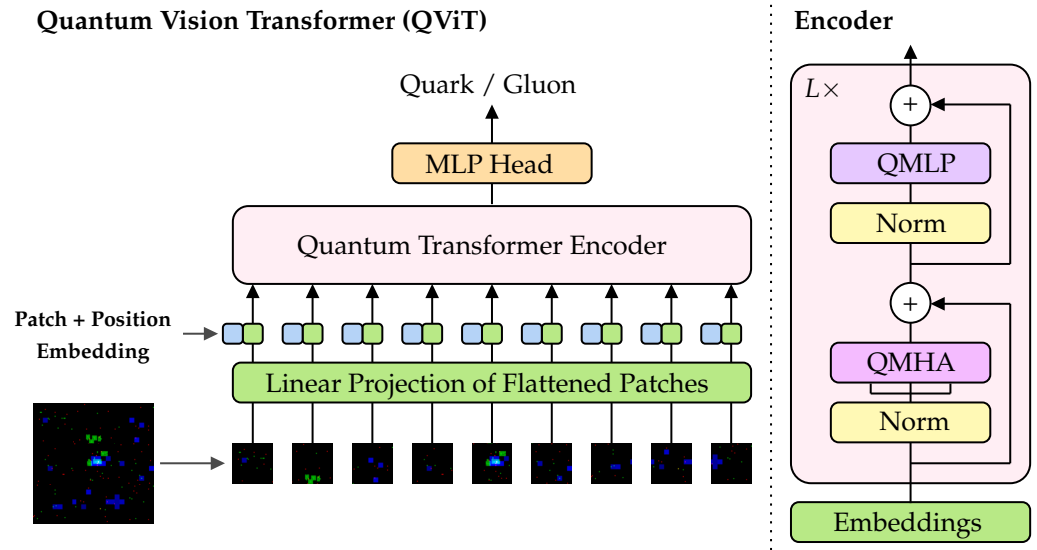 Quantum Vision Transformer (QViT)
Quark / Gluon
MLP Head
Quantum Transformer Encoder
Patch + Position
Embedding
Linear Projection of Flattened Patches
Encoder
L×
+
QMLP
Norm
+
QMHA
Norm
Embeddings